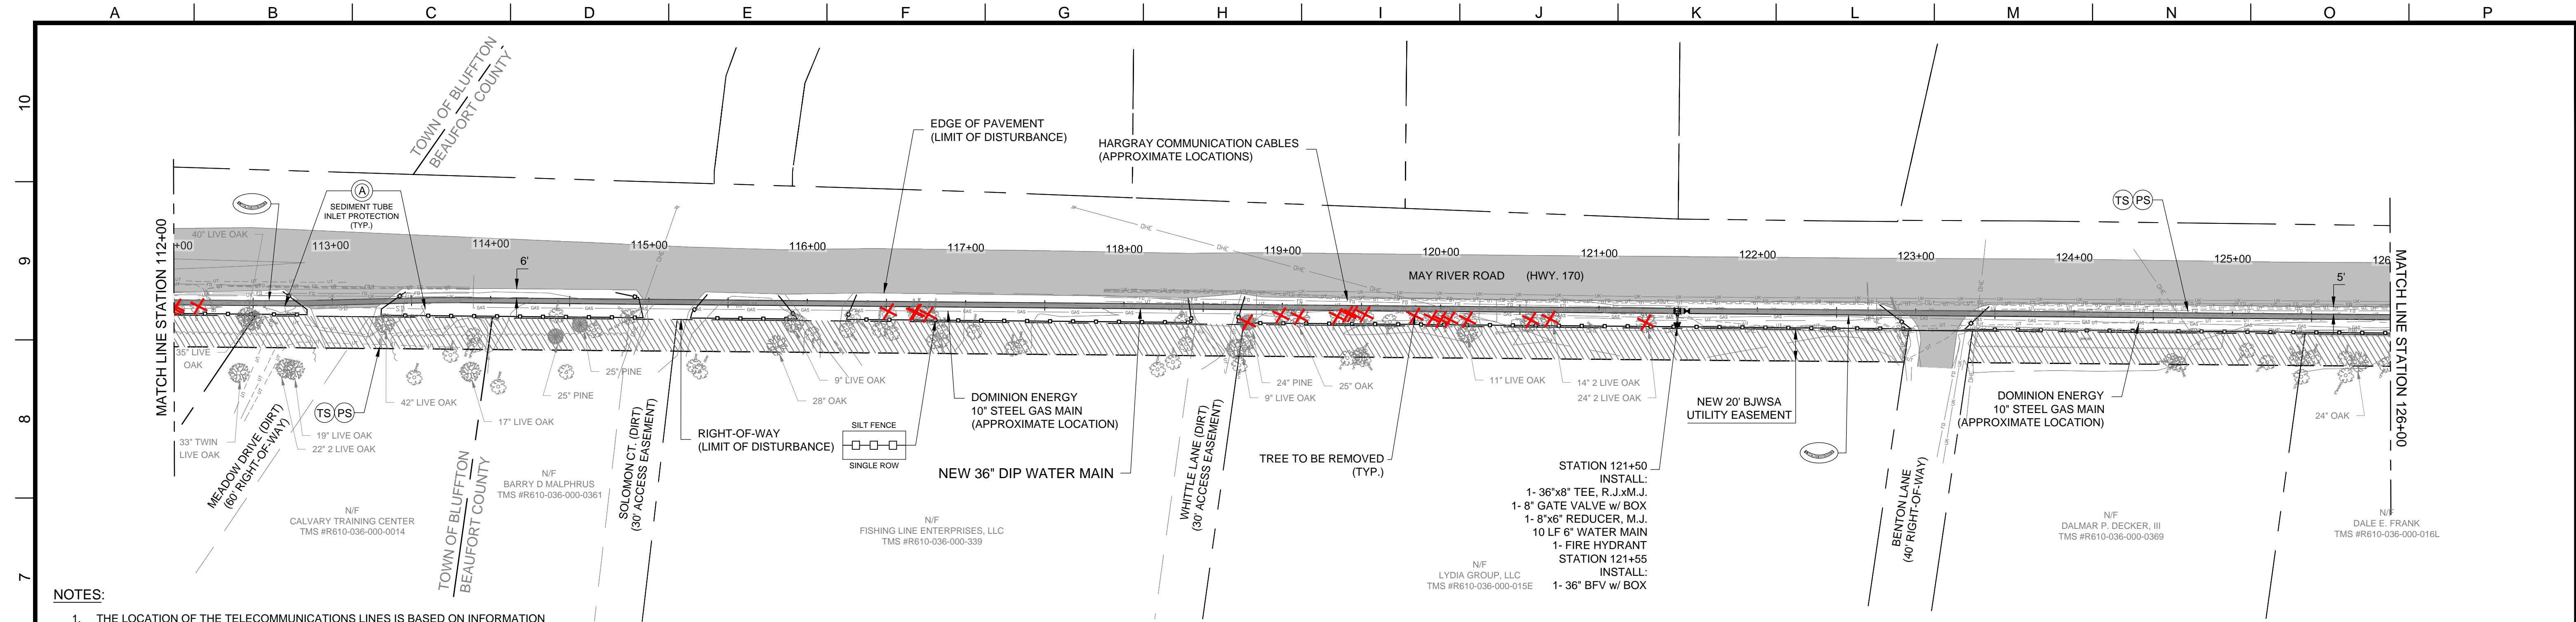 A B C D E F G H I J K L M N O P
10
9
8
7
TOWN OF BLUFFTON
BEAUFORT COUNTY
EDGE OF PAVEMENT
(LIMIT OF DISTURBANCE)
HARGRAY COMMUNICATION CABLES
(APPROXIMATE LOCATIONS)
A
SEDIMENT TUBE
INLET PROTECTION
(TYP.)
TS PS
MATCH LINE STATION 112+00
+00 113+00 114+00 115+00 116+00 117+00 118+00 119+00 120+00 121+00 122+00 123+00 124+00 125+00 126
40" LIVE OAK
6'
MAY RIVER ROAD (HWY. 170)
5'
MATCH LINE STATION 126+00
OHE
GAS
35" LIVE
OAK
25" PINE
25" PINE
9" LIVE OAK
28" OAK
24" PINE
9" LIVE OAK
25" OAK
11" LIVE OAK
14" 2 LIVE OAK
24" 2 LIVE OAK
24" OAK
42" LIVE OAK
17" LIVE OAK
TS PS
19" LIVE OAK
22" 2 LIVE OAK
33" TWIN
LIVE OAK
MEADOW DRIVE (DIRT)
(60' RIGHT-OF-WAY)
SOLOMON CT. (DIRT)
(30' ACCESS EASEMENT)
RIGHT-OF-WAY
(LIMIT OF DISTURBANCE)
SILT FENCE
SINGLE ROW
DOMINION ENERGY
10" STEEL GAS MAIN
(APPROXIMATE LOCATION)
NEW 36" DIP WATER MAIN
WHITTLE LANE (DIRT)
(30' ACCESS EASEMENT)
TREE TO BE REMOVED
(TYP.)
NEW 20' BJWSA
UTILITY EASEMENT
DOMINION ENERGY
10" STEEL GAS MAIN
(APPROXIMATE LOCATION)
STATION 121+50
INSTALL:
1- 36"x8" TEE, R.J.xM.J.
1- 8" GATE VALVE w/ BOX
1- 8"x6" REDUCER, M.J.
10 LF 6" WATER MAIN
1- FIRE HYDRANT
STATION 121+55
INSTALL:
1- 36" BFV w/ BOX
BENTON LANE
(40' RIGHT-OF-WAY)
TOWN OF BLUFFTON
BEAUFORT COUNTY
N/F
CALVARY TRAINING CENTER
TMS #R610-036-000-0014
N/F
BARRY D MALPHRUS
TMS #R610-036-000-0361
N/F
FISHING LINE ENTERPRISES, LLC
TMS #R610-036-000-339
N/F
LYDIA GROUP, LLC
TMS #R610-036-000-015E
N/F
DALMAR P. DECKER, III
TMS #R610-036-000-0369
N/F
DALE E. FRANK
TMS #R610-036-000-016L
NOTES:
1. THE LOCATION OF THE TELECOMMUNICATIONS LINES IS BASED ON INFORMATION